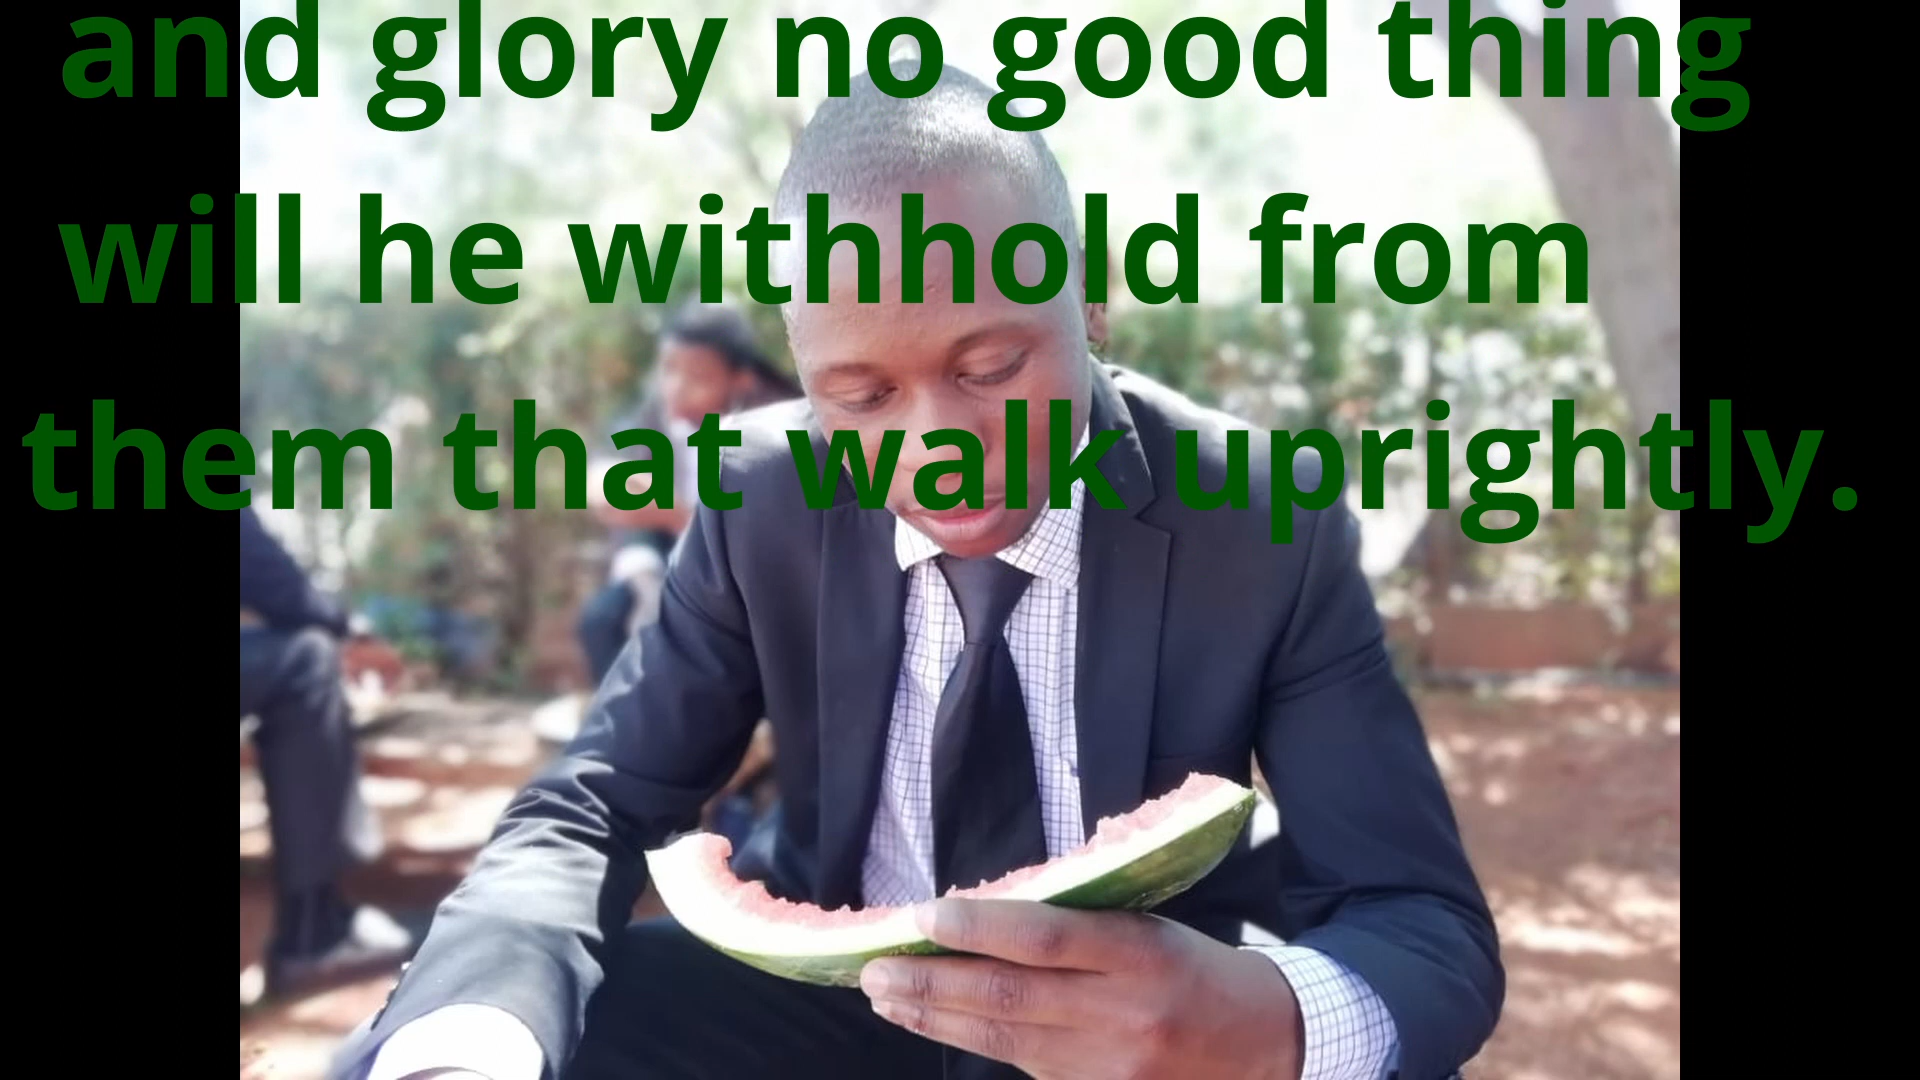 and glory no good thing
will he withhold from
them that walk uprightly.